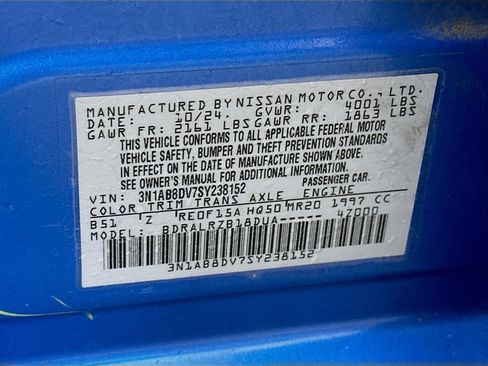 MANUFACTURED BY NISSAN MOTOR CO., LTD.
DATE: 10/24 GVWR: 4001 LBS
GAWR FR: 2161 LBS GAWR RR: 1863 LBS
THIS VEHICLE CONFORMS TO ALL APPLICABLE FEDERAL MOTOR
VEHICLE SAFETY, BUMPER AND THEFT PREVENTION STANDARDS
IN EFFECT ON THE DATE OF MANUFACTURE SHOWN ABOVE.
SEE OWNER'S MANUAL FOR ADDITIONAL INFORMATION.
VIN: 3N1AB8DV7SY238152 PASSENGER CAR.
COLOR TRIM TRANS AXLE ENGINE
B51 Z RE0F15A HQ50 MR20 1997 CC
MODEL: BDRALRZB18DUA----- 4Z000
3N1AB8DV7SY238152